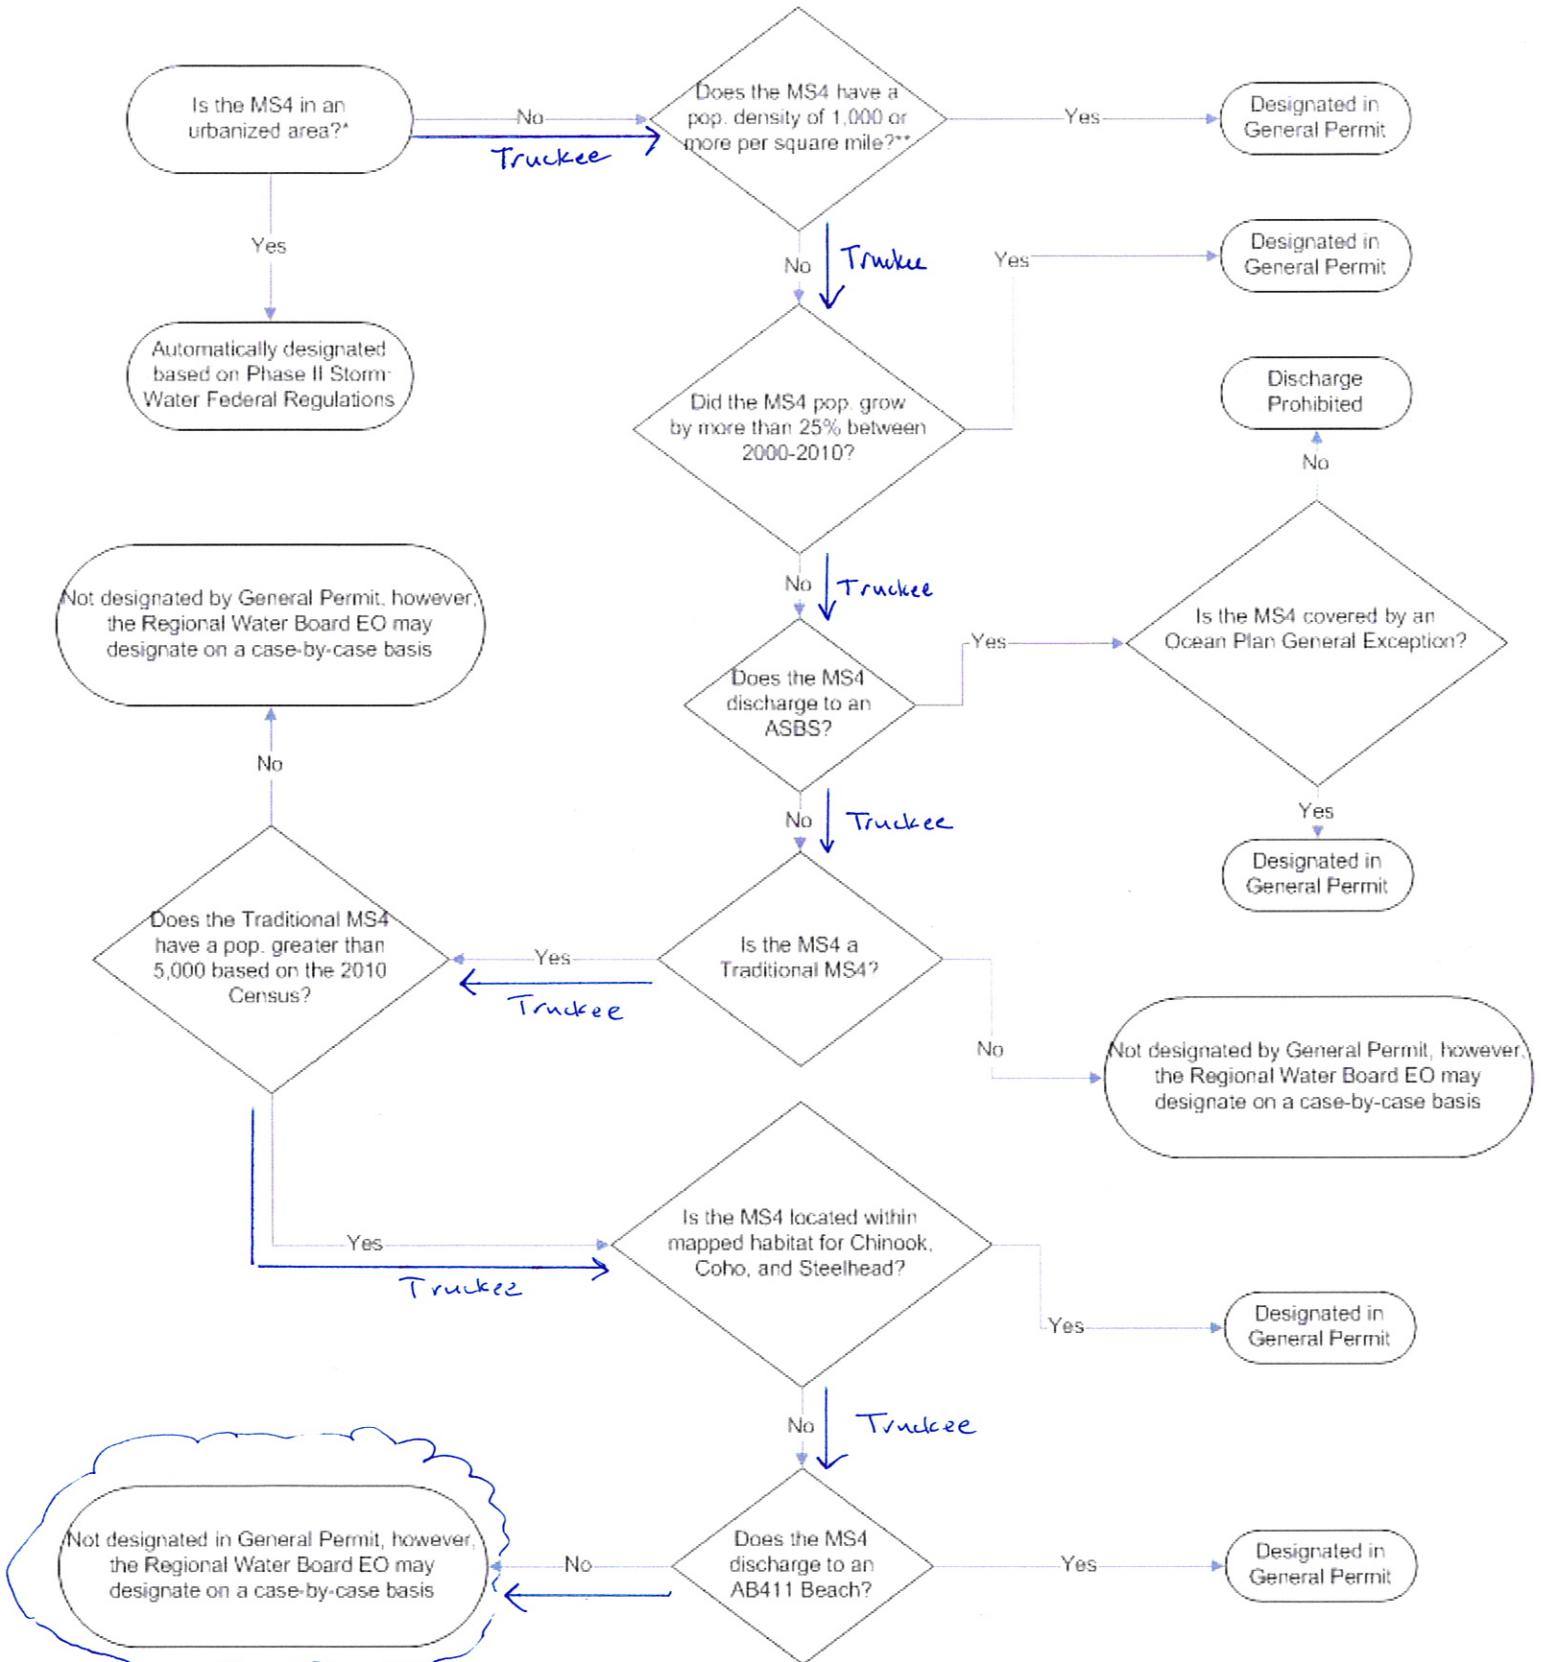 Is the MS4 in an
urbanized area?*
No
Truckee
Does the MS4 have a
pop. density of 1,000 or
more per square mile?**
Yes
Designated in
General Permit
Yes
Automatically designated
based on Phase II Storm-
Water Federal Regulations
No
Truckee
Did the MS4 pop. grow
by more than 25% between
2000-2010?
Yes
Designated in
General Permit
No
Truckee
Does the MS4
discharge to an
ASBS?
Yes
Is the MS4 covered by an
Ocean Plan General Exception?
No
Discharge
Prohibited
Yes
Designated in
General Permit
No
Truckee
Is the MS4 a
Traditional MS4?
No
Not designated by General Permit, however,
the Regional Water Board EO may
designate on a case-by-case basis
Yes
Truckee
Does the Traditional MS4
have a pop. greater than
5,000 based on the 2010
Census?
No
Not designated by General Permit, however,
the Regional Water Board EO may
designate on a case-by-case basis
Yes
Truckee
Is the MS4 located within
mapped habitat for Chinook,
Coho, and Steelhead?
Yes
Designated in
General Permit
No
Truckee
Does the MS4
discharge to an
AB411 Beach?
Yes
Designated in
General Permit
No
Not designated in General Permit, however,
the Regional Water Board EO may
designate on a case-by-case basis